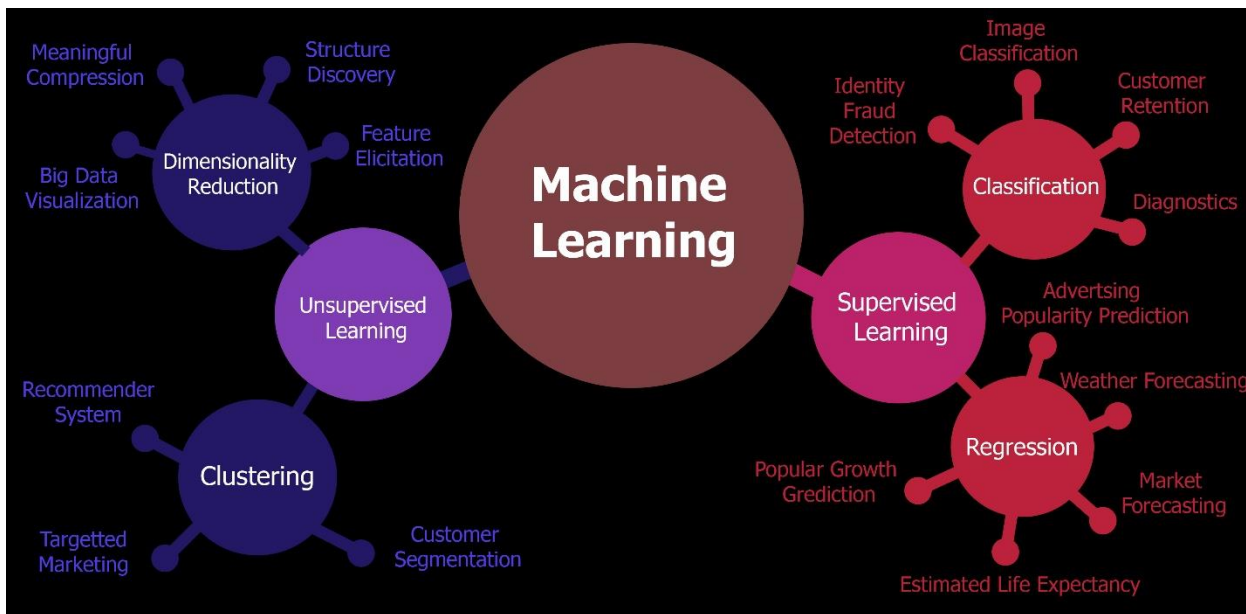 Machine
Learning
Unsupervised
Learning
Dimensionality
Reduction
Meaningful
Compression
Structure
Discovery
Feature
Elicitation
Big Data
Visualization
Clustering
Recommender
System
Targetted
Marketing
Customer
Segmentation
Supervised
Learning
Classification
Identity
Fraud
Detection
Image
Classification
Customer
Retention
Diagnostics
Regression
Advertsing
Popularity Prediction
Weather Forecasting
Market
Forecasting
Estimated Life Expectancy
Popular Growth
Grediction